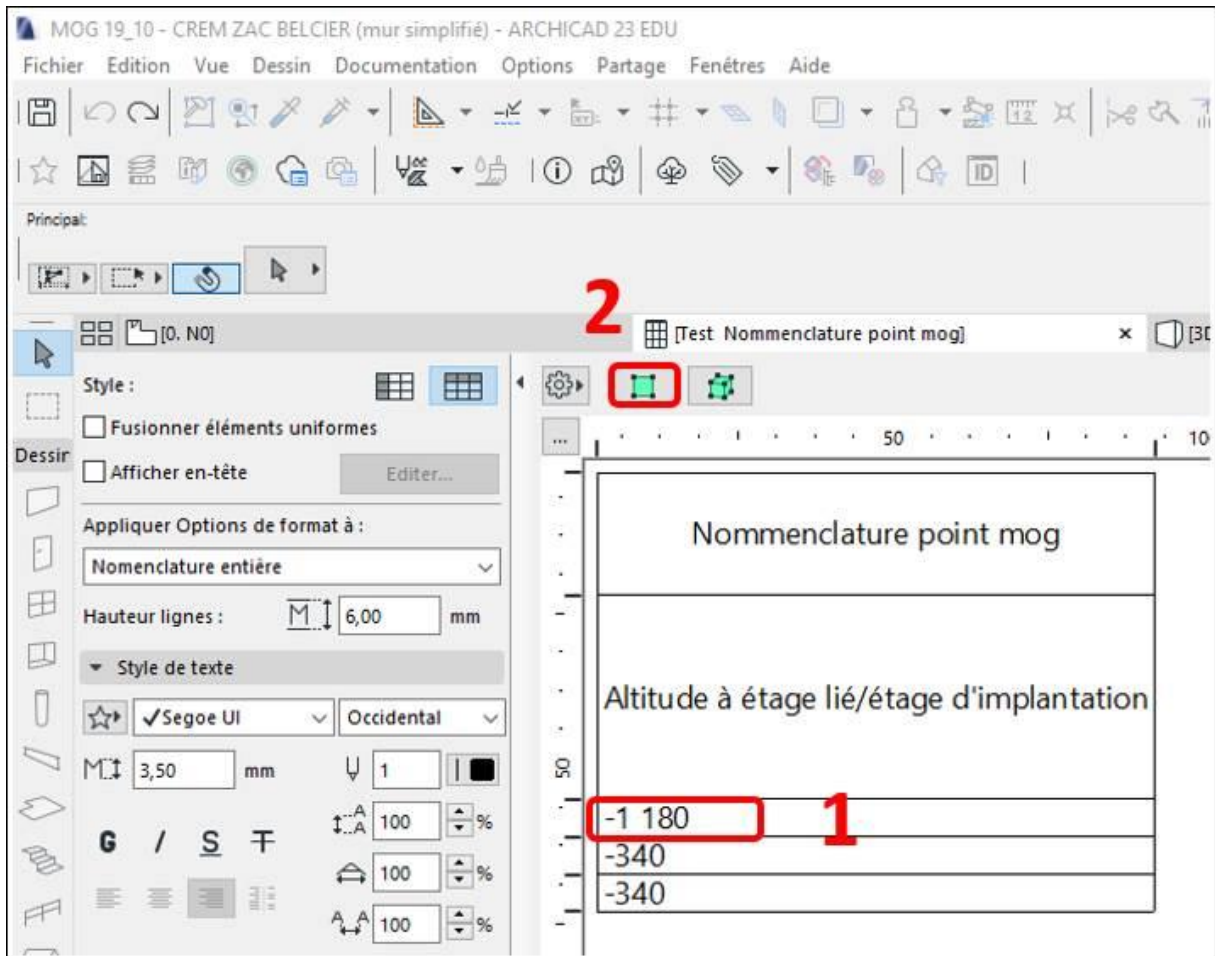 MOG 19_10 - CREM ZAC BELCIER (mur simplifié) - ARCHICAD 23 EDU
Fichier Edition Vue Dessin Documentation Options Partage Fenêtres Aide
Principal:
2
[0. N0] [Test Nommenclature point mog] × [3D
Style :
Fusionner éléments uniformes
... 50 10
Dessin
Afficher en-tête Editer...
Appliquer Options de format à :
Nommenclature point mog
Nomenclature entière
Hauteur lignes : 6,00 mm
Style de texte
Altitude à étage lié/étage d'implantation
✓Segoe UI Occidental
3,50 mm 1
50
100 %
-1 180 1
G / S T
-340
100 %
-340
100 %